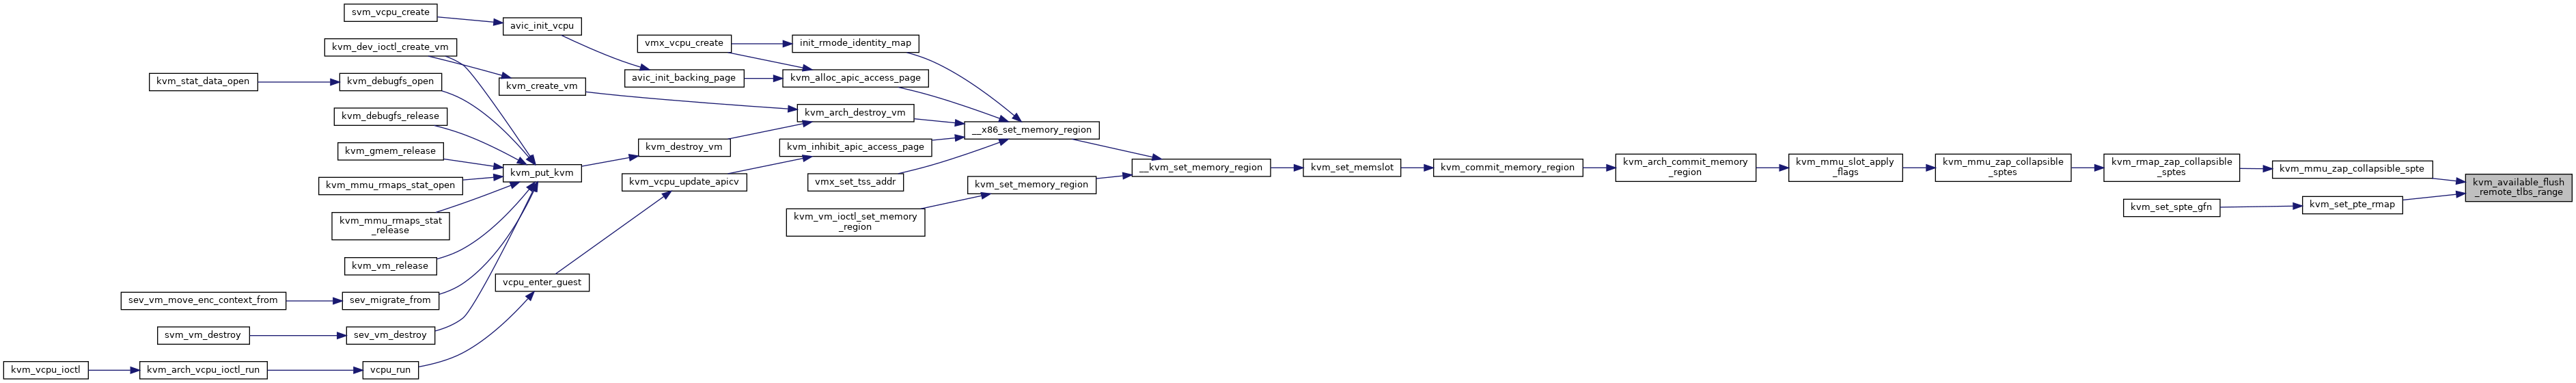 svm_vcpu_create
avic_init_vcpu
kvm_dev_ioctl_create_vm
vmx_vcpu_create
init_rmode_identity_map
kvm_stat_data_open
kvm_debugfs_open
kvm_create_vm
avic_init_backing_page
kvm_alloc_apic_access_page
kvm_debugfs_release
kvm_arch_destroy_vm
__x86_set_memory_region
kvm_gmem_release
kvm_destroy_vm
kvm_inhibit_apic_access_page
kvm_put_kvm
kvm_mmu_rmaps_stat_open
kvm_vcpu_update_apicv
vmx_set_tss_addr
kvm_set_memory_region
__kvm_set_memory_region
kvm_set_memslot
kvm_commit_memory_region
kvm_arch_commit_memory
_region
kvm_mmu_slot_apply
_flags
kvm_mmu_zap_collapsible
_sptes
kvm_rmap_zap_collapsible
_sptes
kvm_mmu_zap_collapsible_spte
kvm_available_flush
_remote_tlbs_range
kvm_set_spte_gfn
kvm_set_pte_rmap
kvm_mmu_rmaps_stat
_release
kvm_vm_ioctl_set_memory
_region
kvm_vm_release
vcpu_enter_guest
sev_vm_move_enc_context_from
sev_migrate_from
svm_vm_destroy
sev_vm_destroy
kvm_vcpu_ioctl
kvm_arch_vcpu_ioctl_run
vcpu_run